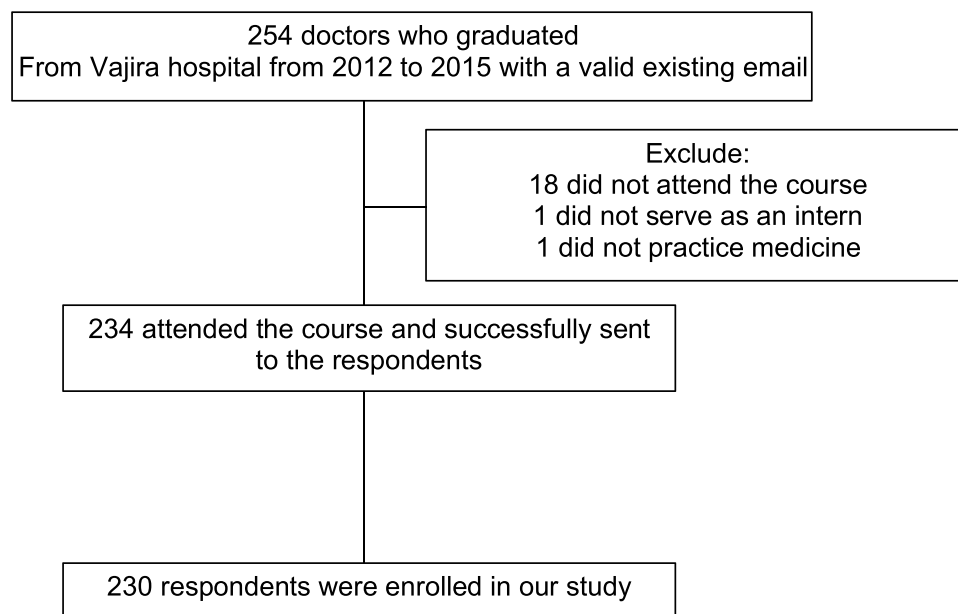 254 doctors who graduated
From Vajira hospital from 2012 to 2015 with a valid existing email
Exclude:
18 did not attend the course
1 did not serve as an intern
1 did not practice medicine
234 attended the course and successfully sent
to the respondents
230 respondents were enrolled in our study